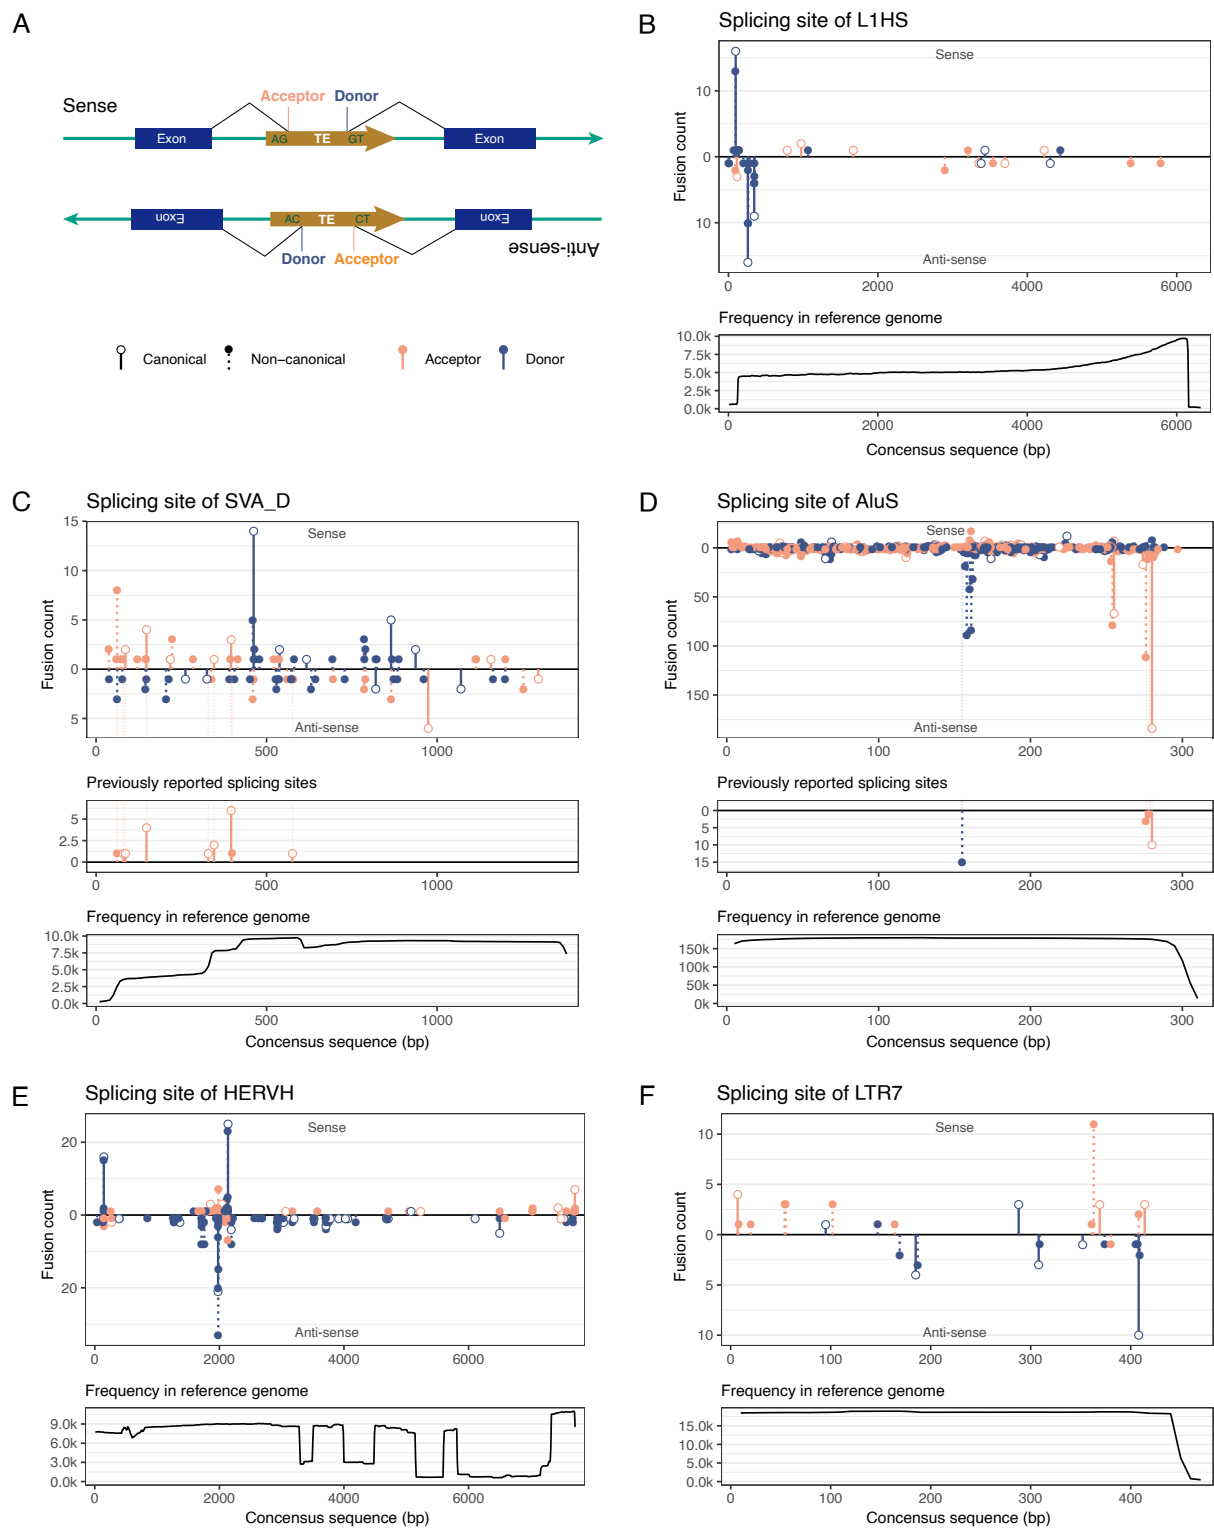 A
Sense
Acceptor Donor
Exon AG TE GT Exon
Exon AC TE CT Exon
Donor Acceptor
Anti-sense
Canonical Non-canonical Acceptor Donor
B
Splicing site of L1HS
Fusion count
Sense
10
0
10
Anti-sense
0 2000 4000 6000
Frequency in reference genome
10.0k
7.5k
5.0k
2.5k
0.0k
0 2000 4000 6000
Concensus sequence (bp)
C
Splicing site of SVA_D
Fusion count
15
Sense
10
5
0
5
Anti-sense
0 500 1000
Previously reported splicing sites
5
2.5
0
0 500 1000
Frequency in reference genome
10.0k
7.5k
5.0k
2.5k
0.0k
0 500 1000
Concensus sequence (bp)
D
Splicing site of AluS
Fusion count
Sense
0
50
100
150
Anti-sense
0 100 200 300
Previously reported splicing sites
0
5
10
15
0 100 200 300
Frequency in reference genome
150k
100k
50k
0k
0 100 200 300
Concensus sequence (bp)
E
Splicing site of HERVH
Fusion count
Sense
20
0
20
Anti-sense
0 2000 4000 6000
Frequency in reference genome
9.0k
6.0k
3.0k
0.0k
0 2000 4000 6000
Concensus sequence (bp)
F
Splicing site of LTR7
Fusion count
Sense
10
5
0
5
10
Anti-sense
0 100 200 300 400
Frequency in reference genome
15.0k
10.0k
5.0k
0.0k
0 100 200 300 400
Concensus sequence (bp)